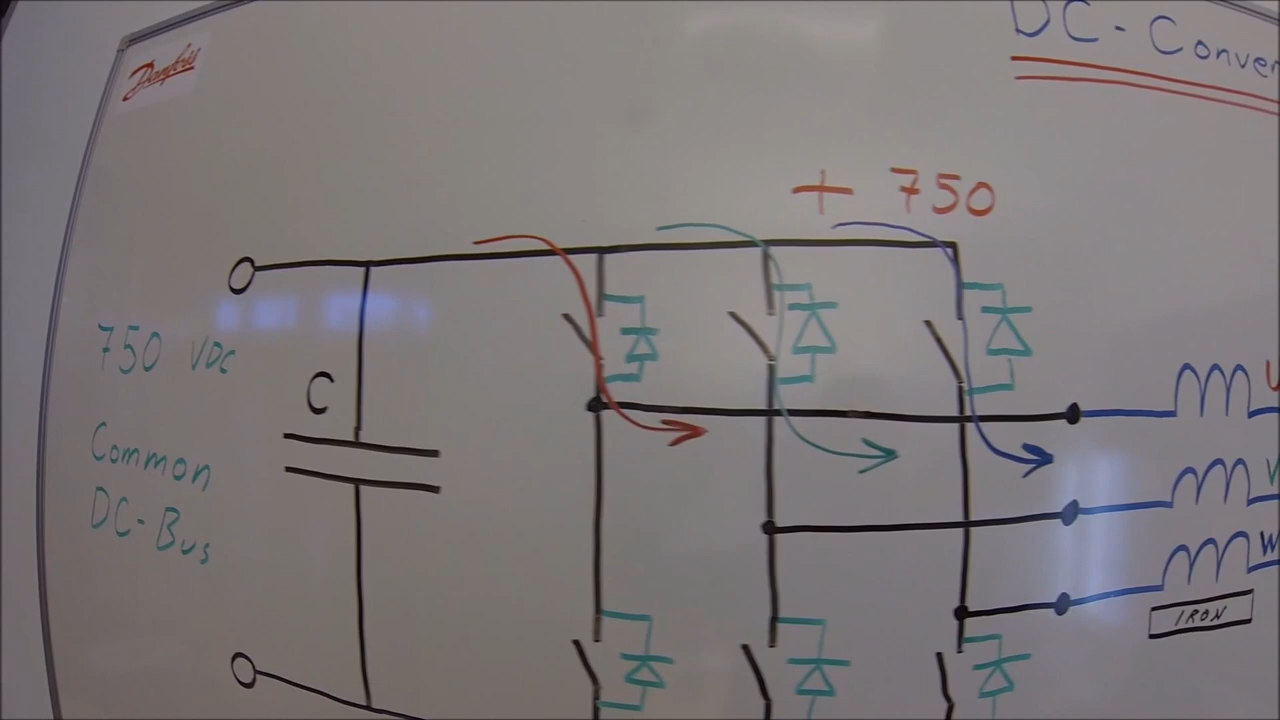 Danfoss
DC-Conver
+ 750
750 VDC
C
Common
DC-Bus
U
V
W
IRON